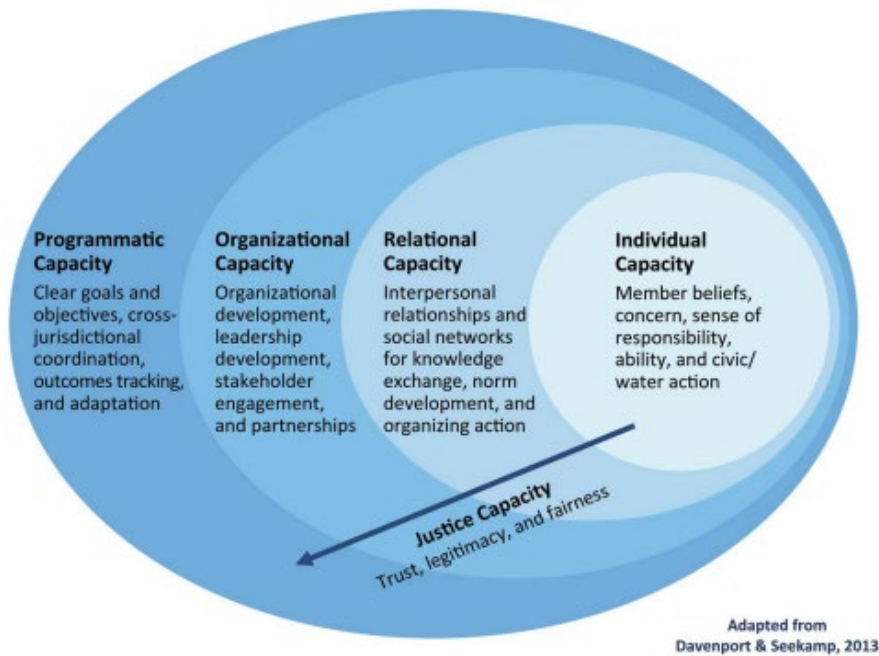 Programmatic
Capacity
Clear goals and
objectives, cross-
jurisdictional
coordination,
outcomes tracking,
and adaptation
Organizational
Capacity
Organizational
development,
leadership
development,
stakeholder
engagement,
and partnerships
Relational
Capacity
Interpersonal
relationships and
social networks
for knowledge
exchange, norm
development, and
organizing action
Individual
Capacity
Member beliefs,
concern, sense of
responsibility,
ability, and civic/
water action
Justice Capacity
Trust, legitimacy, and fairness
Adapted from
Davenport & Seekamp, 2013